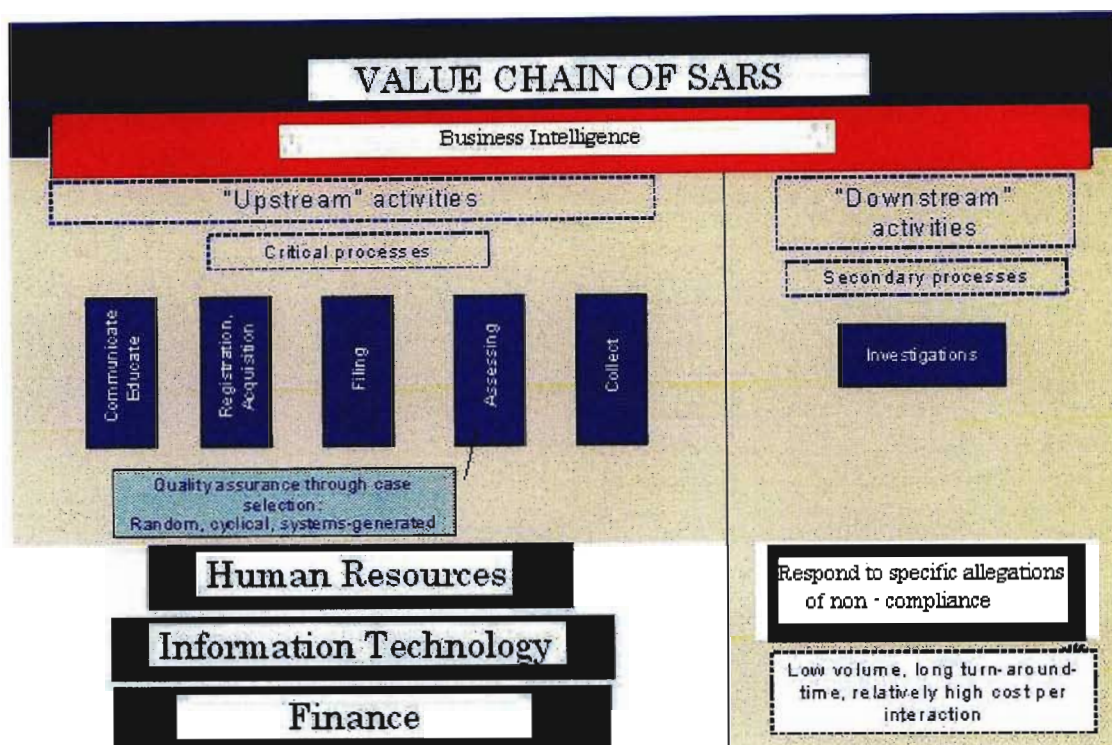 VALUE CHAIN OF SARS
Business Intelligence
"Upstream" activities
Critical processes
Communicate
Educate
Registration,
Acquisition
Filing
Assessing
Collect
Quality assurance through case
selection:
Random, cyclical, systems-generated
Human Resources
Information Technology
Finance
"Downstream"
activities
Secondary processes
Investigations
Respond to specific allegations
of non - compliance
Low volume, long turn-around-
time, relatively high cost per
interaction